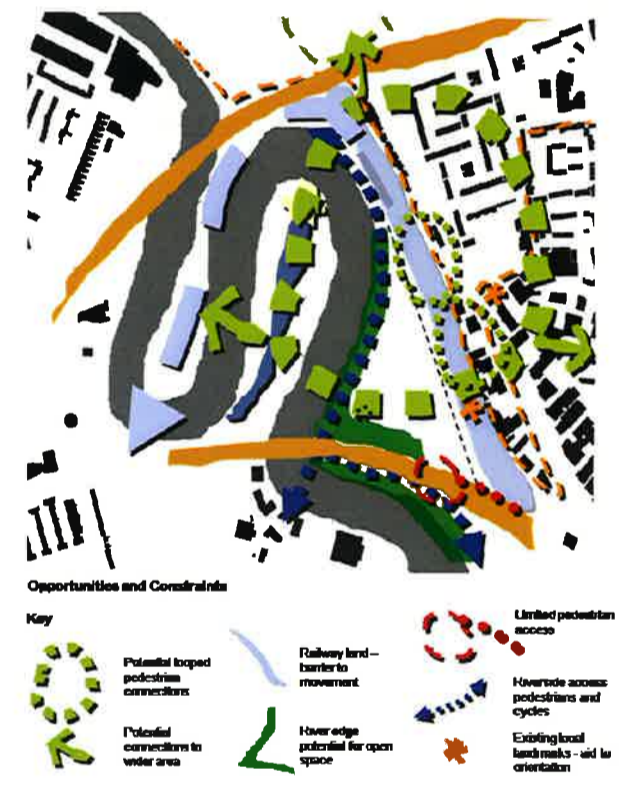 Opportunities and Constraints
Key
Potential looped
pedestrian
connections
Potential
connections to
wider area
Railway land –
barrier to
movement
River edge
potential for open
space
Limited pedestrian
access
Riverside access
pedestrians and
cycles
Existing local
landmarks - aid to
orientation